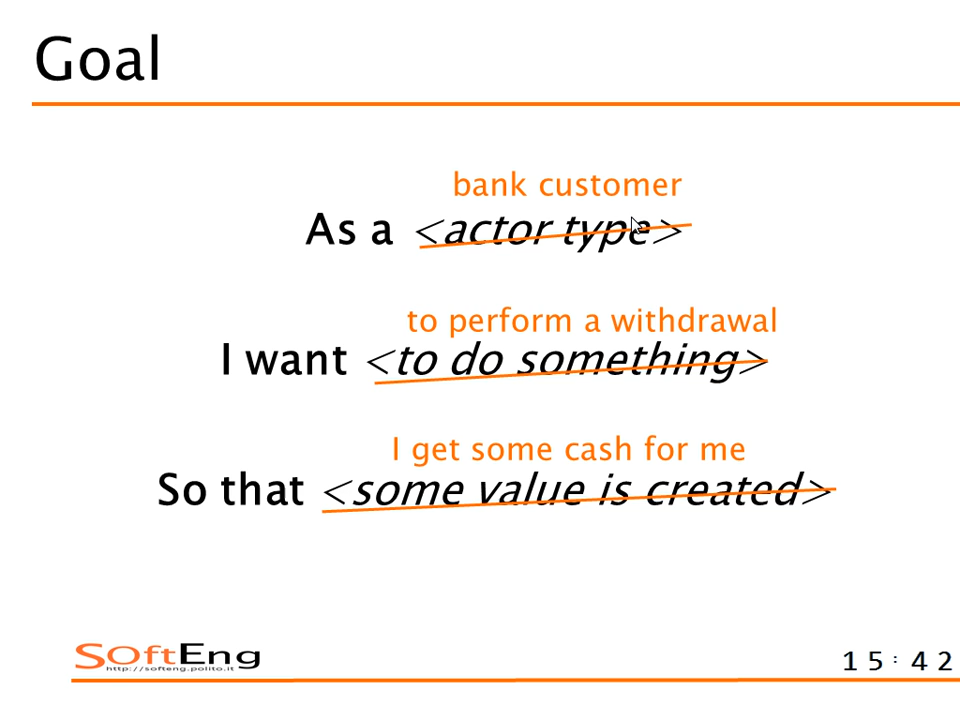 Goal
bank customer
As a <actor type>
to perform a withdrawal
I want <to do something>
I get some cash for me
So that <some value is created>
SOftEng
http://softeng.polito.it
15:42